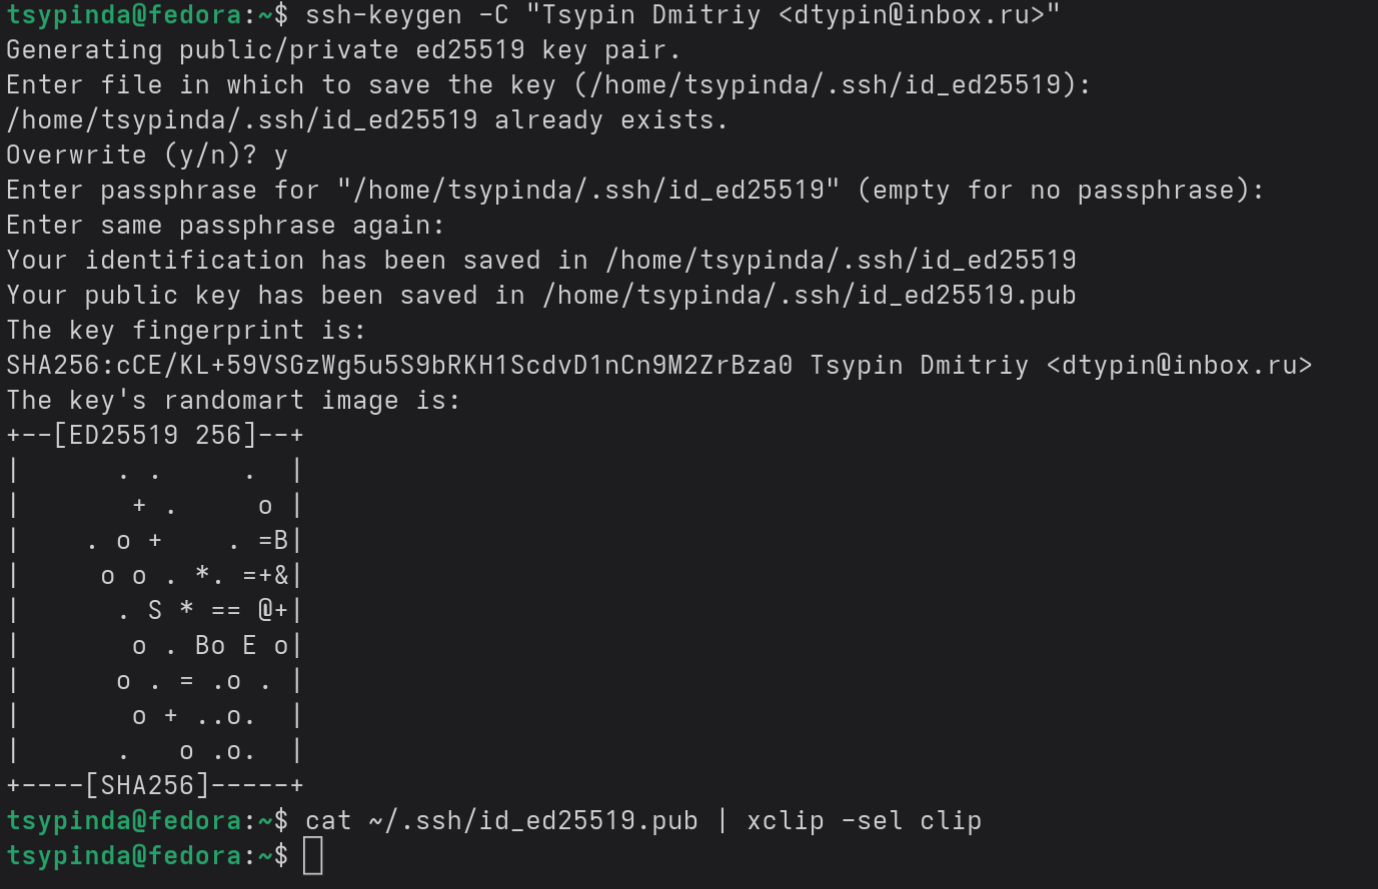 tsypinda@fedora:~$ ssh-keygen -C "Tsypin Dmitriy <dtypin@inbox.ru>"
Generating public/private ed25519 key pair.
Enter file in which to save the key (/home/tsypinda/.ssh/id_ed25519):
/home/tsypinda/.ssh/id_ed25519 already exists.
Overwrite (y/n)? y
Enter passphrase for "/home/tsypinda/.ssh/id_ed25519" (empty for no passphrase):
Enter same passphrase again:
Your identification has been saved in /home/tsypinda/.ssh/id_ed25519
Your public key has been saved in /home/tsypinda/.ssh/id_ed25519.pub
The key fingerprint is:
SHA256:cCE/KL+59VSGzWg5u5S9bRKH1ScdvD1nCn9M2ZrBza0 Tsypin Dmitriy <dtypin@inbox.ru>
The key's randomart image is:
+--[ED25519 256]--+
|      . .     .  |
|       + .     o |
|    . o +    . =B|
|     o o . *. =+&|
|      . S * == @+|
|       o . Bo E o|
|      o . = .o . |
|       o + ..o.  |
|      .   o .o.  |
+----[SHA256]-----+
tsypinda@fedora:~$ cat ~/.ssh/id_ed25519.pub | xclip -sel clip
tsypinda@fedora:~$